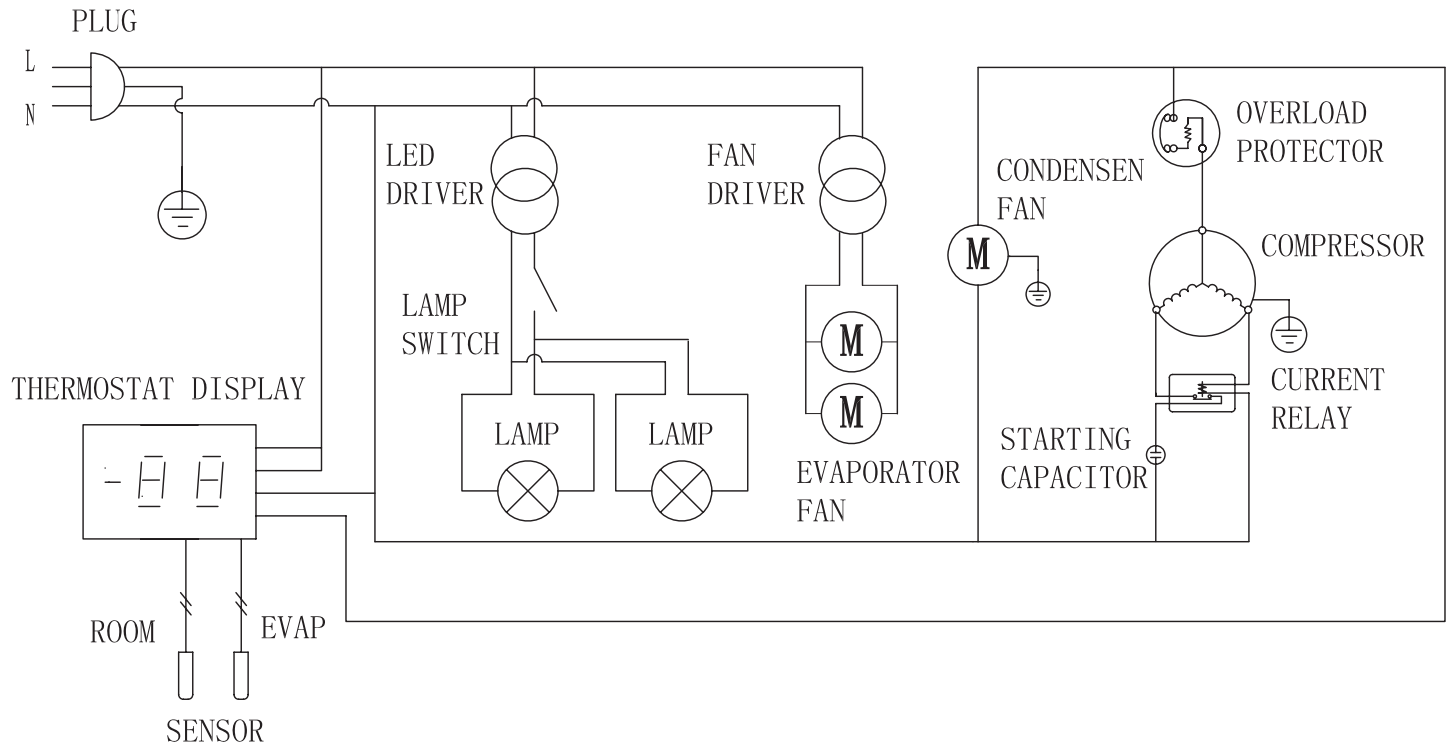 PLUG
L
N
LED
DRIVER
FAN
DRIVER
CONDENSEN
FAN
M
OVERLOAD
PROTECTOR
COMPRESSOR
LAMP
SWITCH
M
M
THERMOSTAT DISPLAY
-88
LAMP
LAMP
EVAPORATOR
FAN
STARTING
CAPACITOR
CURRENT
RELAY
ROOM
EVAP
SENSOR